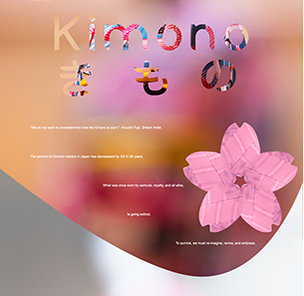 Kimono
きもの
"We do not want to overdetermine how the Kimono is worn." -Kiyoshi Fujii, Shibori Artist
The amount of Kimono makers in Japan has decreased by 4/5 in 30 years.
What was once worn by samurai, royalty, and all alike,
is going extinct.
To survive, we must re-imagine, revive, and embrace.